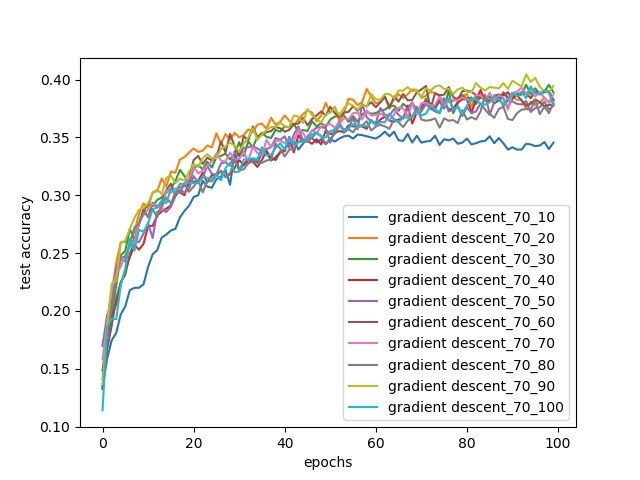 0.40
0.35
0.30
0.25
0.20
0.15
0.10
test accuracy
0
20
40
60
80
100
epochs
gradient descent_70_10
gradient descent_70_20
gradient descent_70_30
gradient descent_70_40
gradient descent_70_50
gradient descent_70_60
gradient descent_70_70
gradient descent_70_80
gradient descent_70_90
gradient descent_70_100